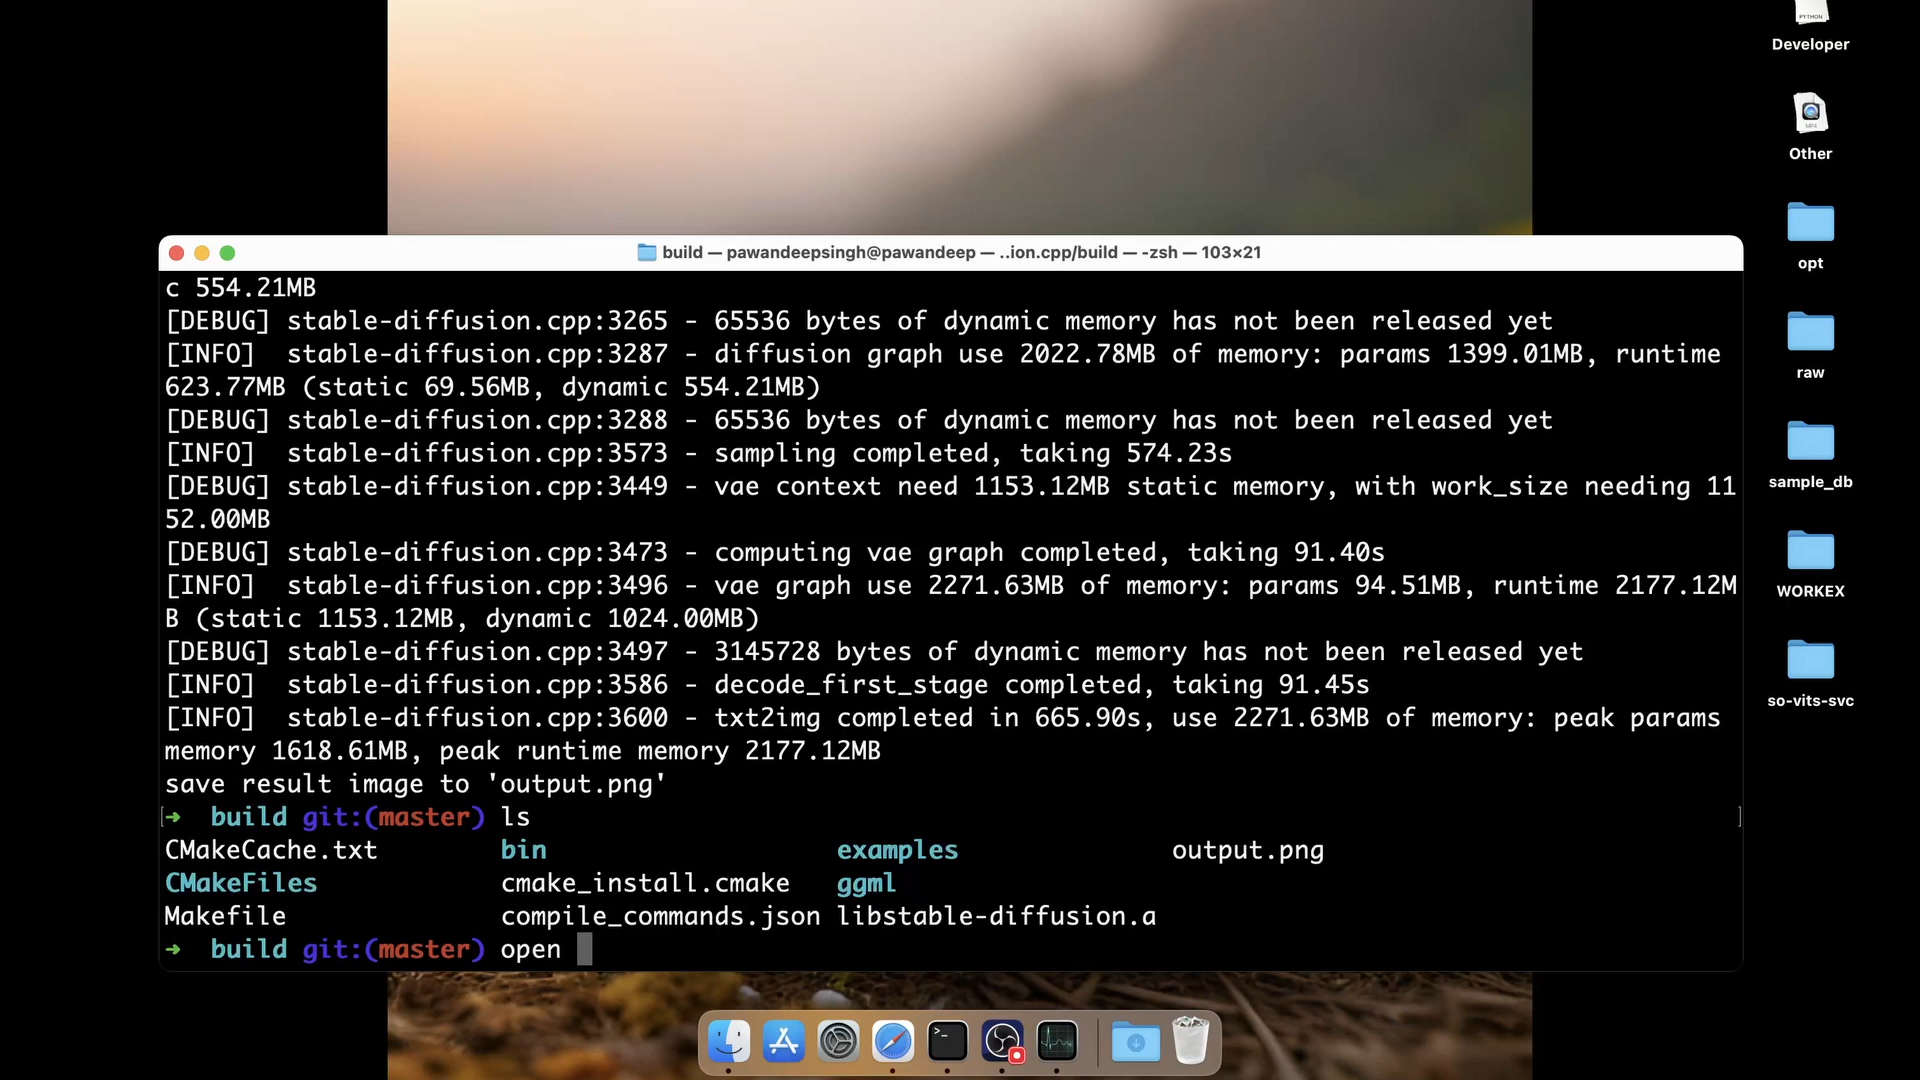 PYTHON
Developer
MP4
Other
opt
raw
sample_db
WORKEX
so-vits-svc
build — pawandeepsingh@pawandeep — ..ion.cpp/build — -zsh — 103×21
c 554.21MB
[DEBUG] stable-diffusion.cpp:3265 - 65536 bytes of dynamic memory has not been released yet
[INFO]  stable-diffusion.cpp:3287 - diffusion graph use 2022.78MB of memory: params 1399.01MB, runtime
623.77MB (static 69.56MB, dynamic 554.21MB)
[DEBUG] stable-diffusion.cpp:3288 - 65536 bytes of dynamic memory has not been released yet
[INFO]  stable-diffusion.cpp:3573 - sampling completed, taking 574.23s
[DEBUG] stable-diffusion.cpp:3449 - vae context need 1153.12MB static memory, with work_size needing 11
52.00MB
[DEBUG] stable-diffusion.cpp:3473 - computing vae graph completed, taking 91.40s
[INFO]  stable-diffusion.cpp:3496 - vae graph use 2271.63MB of memory: params 94.51MB, runtime 2177.12M
B (static 1153.12MB, dynamic 1024.00MB)
[DEBUG] stable-diffusion.cpp:3497 - 3145728 bytes of dynamic memory has not been released yet
[INFO]  stable-diffusion.cpp:3586 - decode_first_stage completed, taking 91.45s
[INFO]  stable-diffusion.cpp:3600 - txt2img completed in 665.90s, use 2271.63MB of memory: peak params
memory 1618.61MB, peak runtime memory 2177.12MB
save result image to 'output.png'
➜  build git:(master) ls
CMakeCache.txt bin examples output.png
CMakeFiles cmake_install.cmake ggml
Makefile compile_commands.json libstable-diffusion.a
➜  build git:(master) open